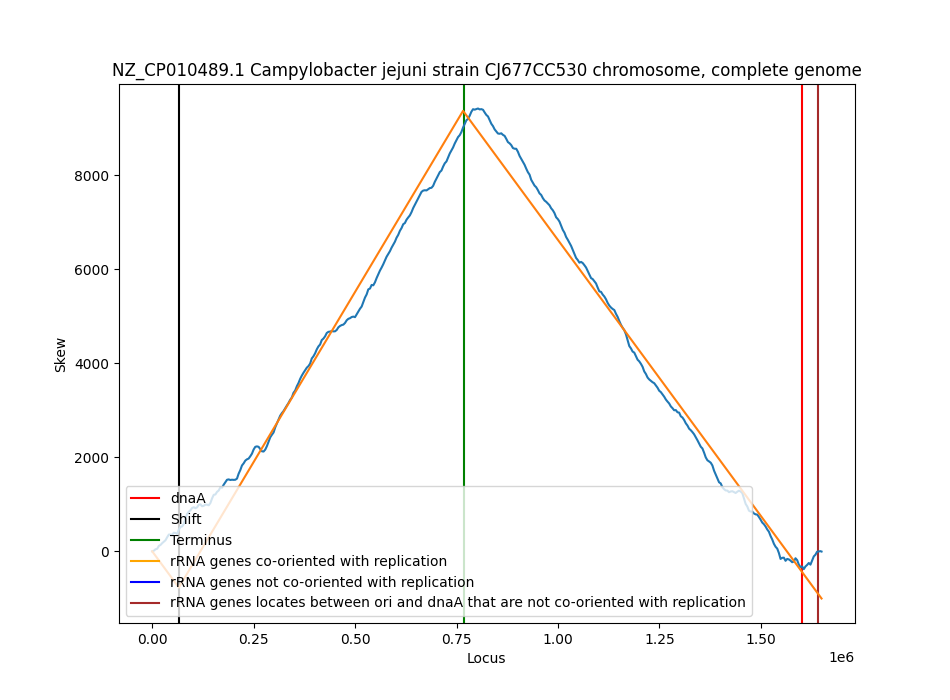 NZ_CP010489.1 Campylobacter jejuni strain CJ677CC530 chromosome, complete genome
Skew
8000
6000
4000
2000
0
dnaA
Shift
Terminus
rRNA genes co-oriented with replication
rRNA genes not co-oriented with replication
rRNA genes locates between ori and dnaA that are not co-oriented with replication
0.00 0.25 0.50 0.75 1.00 1.25 1.50
1e6
Locus